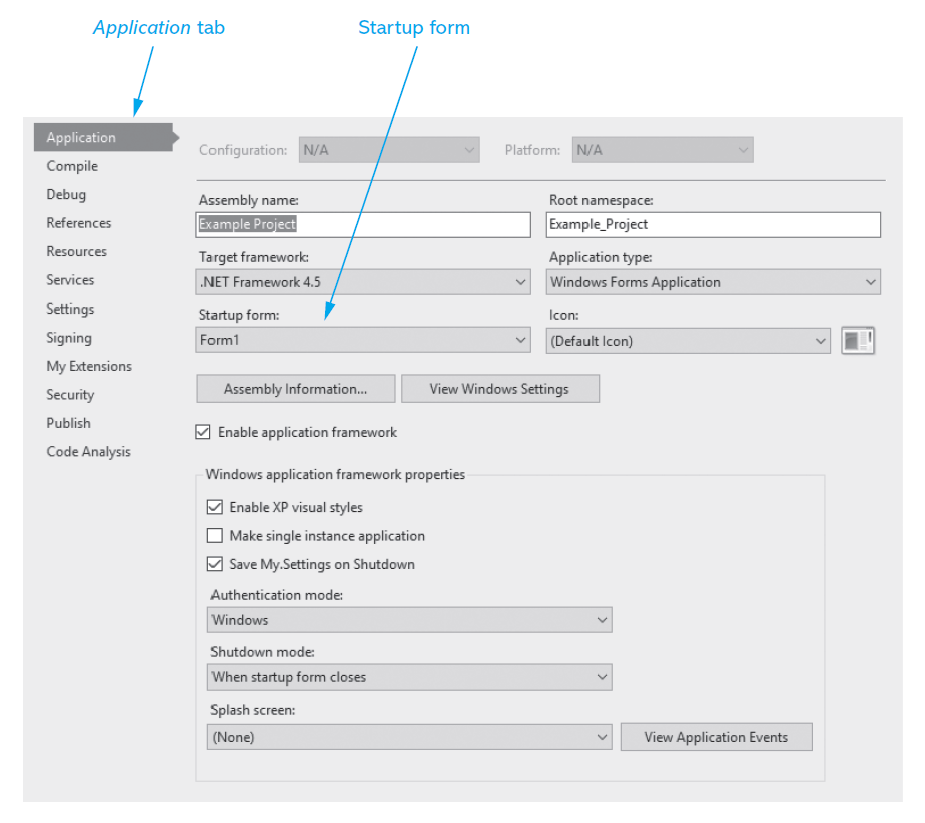 Application tab
Startup form
Application
Compile
Debug
References
Resources
Services
Settings
Signing
My Extensions
Security
Publish
Code Analysis
Configuration: N/A Platform: N/A
Assembly name: Root namespace:
Example Project Example_Project
Target framework: Application type:
.NET Framework 4.5 Windows Forms Application
Startup form: Icon:
Form1 (Default Icon)
Assembly Information... View Windows Settings
Enable application framework
Windows application framework properties
Enable XP visual styles
Make single instance application
Save My.Settings on Shutdown
Authentication mode:
Windows
Shutdown mode:
When startup form closes
Splash screen:
(None) View Application Events